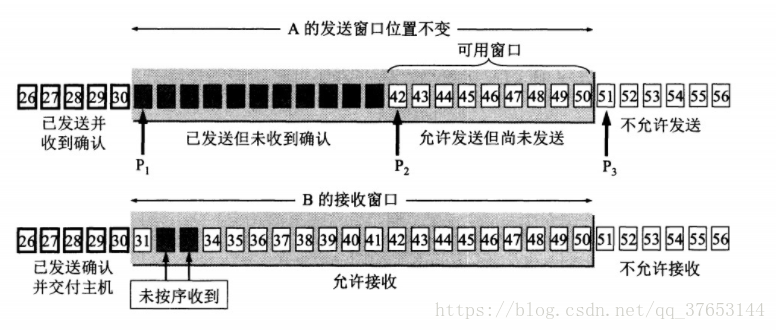 A 的发送窗口位置不变
可用窗口
26 27 28 29 30 42 43 44 45 46 47 48 49 50 51 52 53 54 55 56
已发送并
收到确认
已发送但未收到确认
允许发送但尚未发送
不允许发送
P1
P2
P3
B 的接收窗口
26 27 28 29 30 31 34 35 36 37 38 39 40 41 42 43 44 45 46 47 48 49 50 51 52 53 54 55 56
已发送确认
并交付主机
未按序收到
允许接收
不允许接收
https://blog.csdn.net/qq_37653144